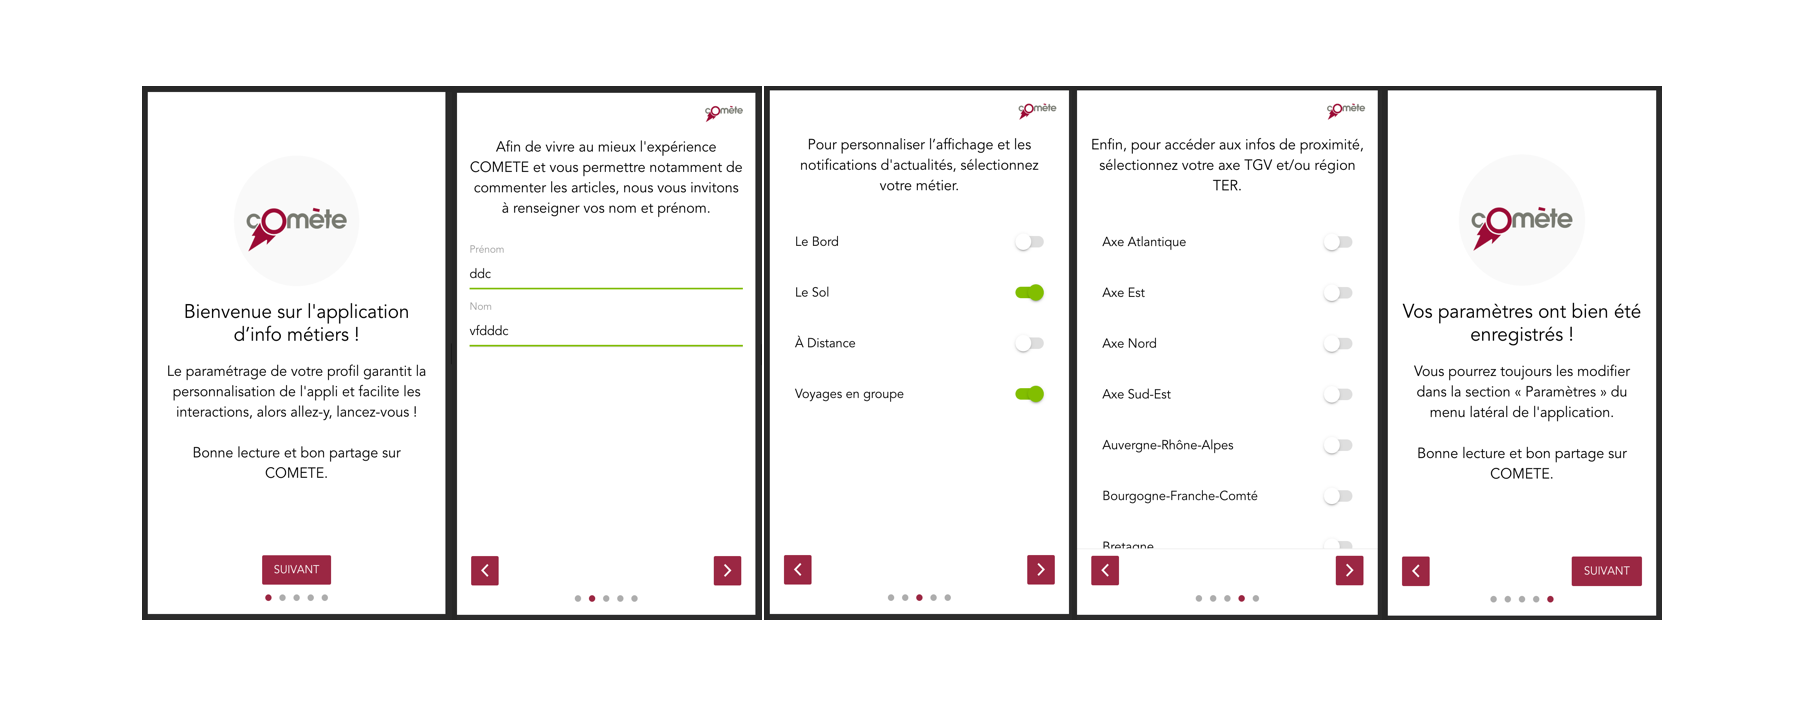 comète
Bienvenue sur l'application
d’info métiers !
Le paramétrage de votre profil garantit la
personnalisation de l'appli et facilite les
interactions, alors allez-y, lancez-vous !
Bonne lecture et bon partage sur
COMETE.
SUIVANT
comète
Afin de vivre au mieux l'expérience
COMETE et vous permettre notamment de
commenter les articles, nous vous invitons
à renseigner vos nom et prénom.
Prénom
ddc
Nom
vfdddc
comète
Pour personnaliser l’affichage et les
notifications d'actualités, sélectionnez
votre métier.
Le Bord
Le Sol
À Distance
Voyages en groupe
comète
Enfin, pour accéder aux infos de proximité,
sélectionnez votre axe TGV et/ou région
TER.
Axe Atlantique
Axe Est
Axe Nord
Axe Sud-Est
Auvergne-Rhône-Alpes
Bourgogne-Franche-Comté
Bretagne
comète
Vos paramètres ont bien été
enregistrés !
Vous pourrez toujours les modifier
dans la section « Paramètres » du
menu latéral de l'application.
Bonne lecture et bon partage sur
COMETE.
SUIVANT